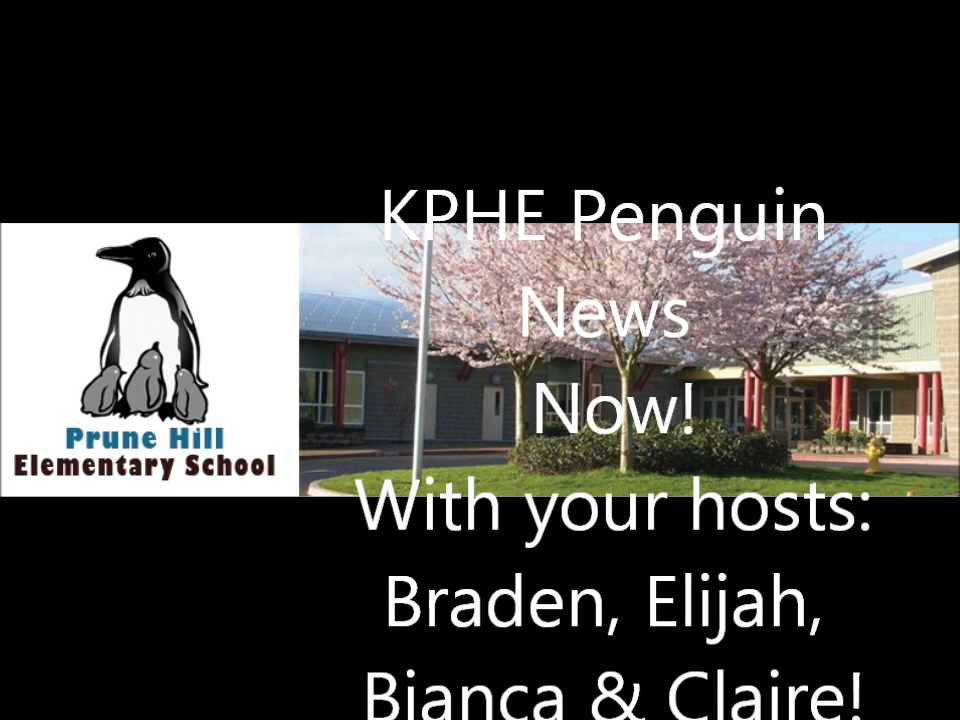 KPHE Penguin
News
Now!
Prune Hill
Elementary School
With your hosts:
Braden, Elijah,
Bianca & Claire!